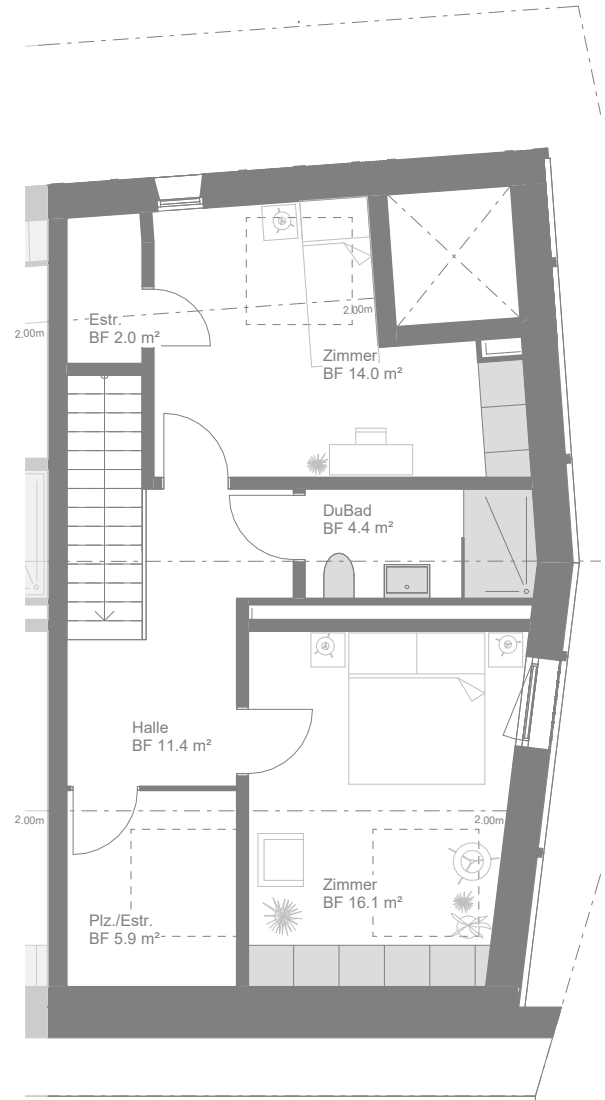 2.00m
Estr.
BF 2.0 m²
2.00m
Zimmer
BF 14.0 m²
DuBad
BF 4.4 m²
Halle
BF 11.4 m²
2.00m
2.00m
Zimmer
BF 16.1 m²
Plz./Estr.
BF 5.9 m²